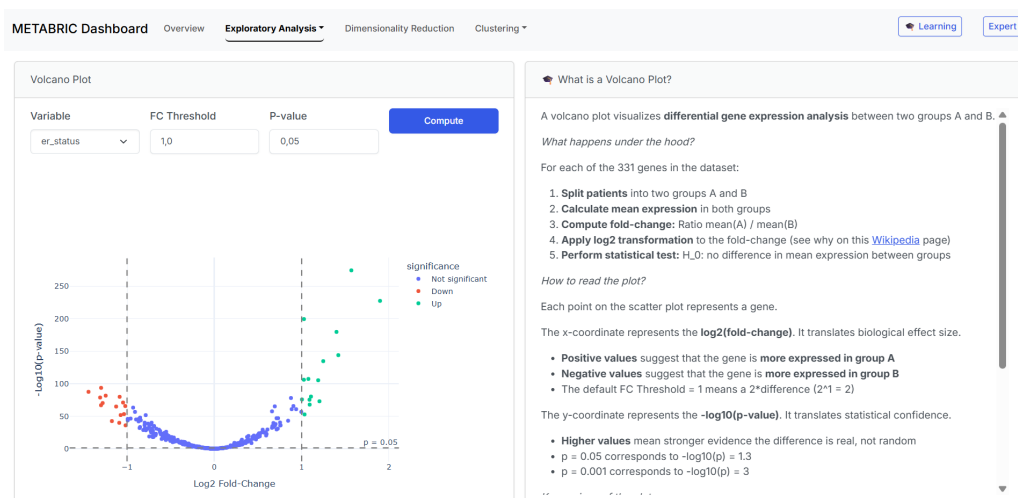 METABRIC Dashboard Overview Exploratory Analysis Dimensionality Reduction Clustering Learning Expert
Volcano Plot
Variable FC Threshold P-value Compute
er_status 1,0 0,05
significance
Not significant
Down
Up
250
200
150
100
50
0
-Log10(p-value)
p = 0.05
−1 0 1 2
Log2 Fold-Change
What is a Volcano Plot?
A volcano plot visualizes differential gene expression analysis between two groups A and B.
What happens under the hood?
For each of the 331 genes in the dataset:
1. Split patients into two groups A and B
2. Calculate mean expression in both groups
3. Compute fold-change: Ratio mean(A) / mean(B)
4. Apply log2 transformation to the fold-change (see why on this Wikipedia page)
5. Perform statistical test: H_0: no difference in mean expression between groups
How to read the plot?
Each point on the scatter plot represents a gene.
The x-coordinate represents the log2(fold-change). It translates biological effect size.
• Positive values suggest that the gene is more expressed in group A
• Negative values suggest that the gene is more expressed in group B
• The default FC Threshold = 1 means a 2*difference (2^1 = 2)
The y-coordinate represents the -log10(p-value). It translates statistical confidence.
• Higher values mean stronger evidence the difference is real, not random
• p = 0.05 corresponds to -log10(p) = 1.3
• p = 0.001 corresponds to -log10(p) = 3